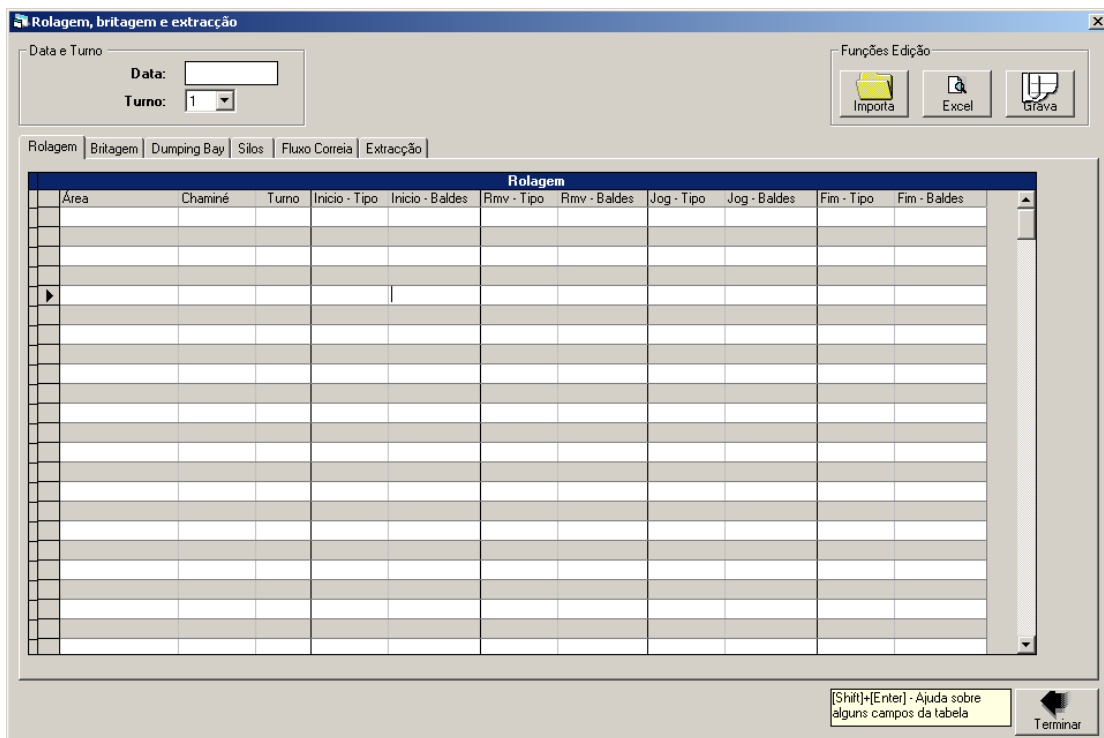 Rolagem, britagem e extracção
Data e Turno
Data:
Turno: 1
Funções Edição
Importa Excel Grava
Rolagem Britagem Dumping Bay Silos Fluxo Correia Extracção
Rolagem
Área Chaminé Turno Inicio - Tipo Inicio - Baldes Rmv - Tipo Rmv - Baldes Jog - Tipo Jog - Baldes Fim - Tipo Fim - Baldes
[Shift]+[Enter] - Ajuda sobre
alguns campos da tabela
Terminar